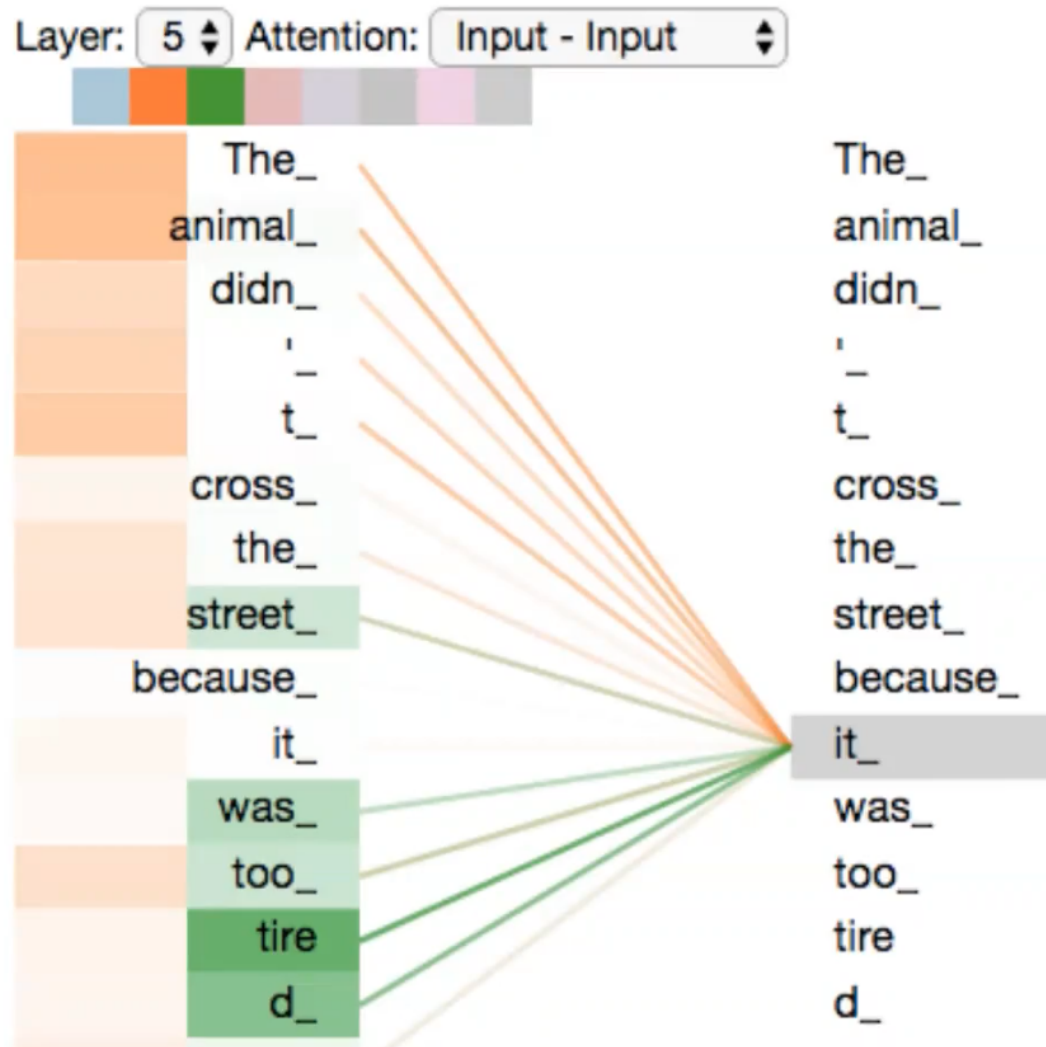 Layer: 5 Attention: Input - Input
The_ The_
animal_ animal_
didn_ didn_
'_ '_
t_ t_
cross_ cross_
the_ the_
street_ street_
because_ because_
it_ it_
was_ was_
too_ too_
tire tire
d_ d_